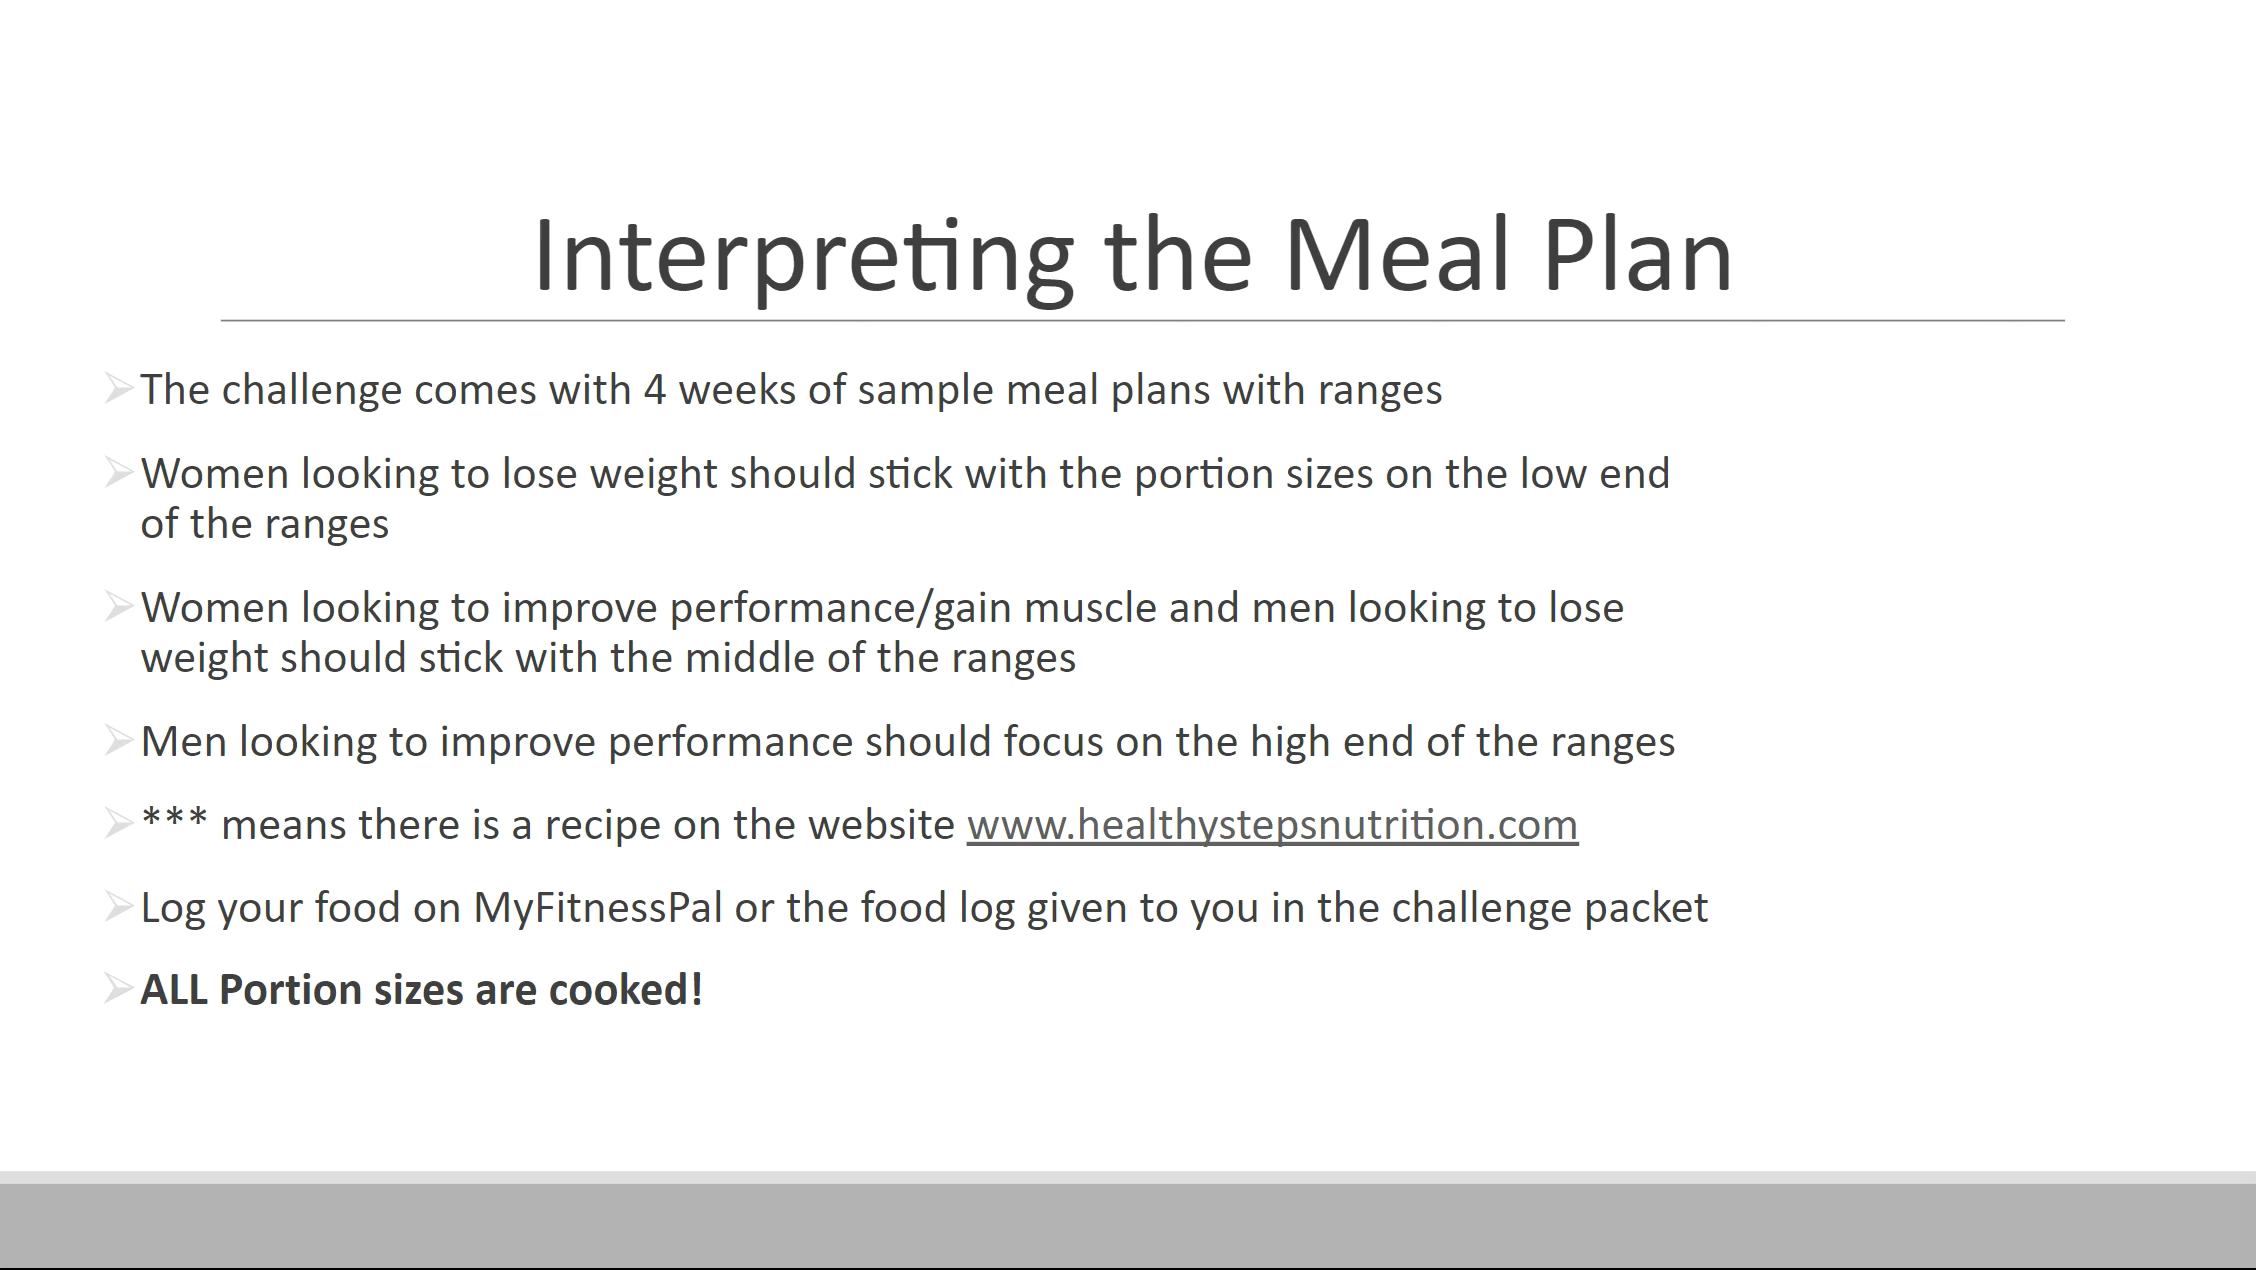 Interpreting the Meal Plan
The challenge comes with 4 weeks of sample meal plans with ranges
Women looking to lose weight should stick with the portion sizes on the low end
of the ranges
Women looking to improve performance/gain muscle and men looking to lose
weight should stick with the middle of the ranges
Men looking to improve performance should focus on the high end of the ranges
*** means there is a recipe on the website www.healthystepsnutrition.com
Log your food on MyFitnessPal or the food log given to you in the challenge packet
ALL Portion sizes are cooked!